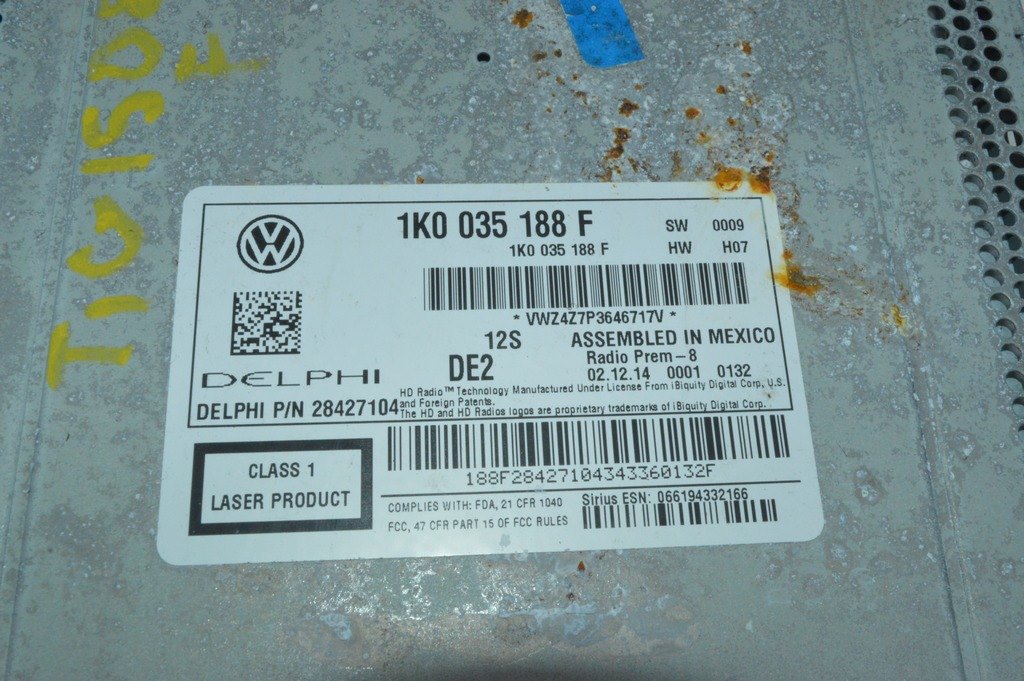 TIG1508
F
1K0 035 188 F
SW 0009
1K0 035 188 F
HW H07
* VWZ4Z7P3646717V *
12S
ASSEMBLED IN MEXICO
DE2
Radio Prem-8
02.12.14 0001 0132
DELPHI
HD Radio™ Technology Manufactured Under License From iBiquity Digital Corp, U.S.
and Foreign Patents.
The HD and HD Radios logos are proprietary trademarks of iBiquity Digital Corp.
DELPHI P/N 28427104
CLASS 1
LASER PRODUCT
188F28427104343360132F
COMPLIES WITH: FDA, 21 CFR 1040
FCC, 47 CFR PART 15 OF FCC RULES
Sirius ESN: 066194332166